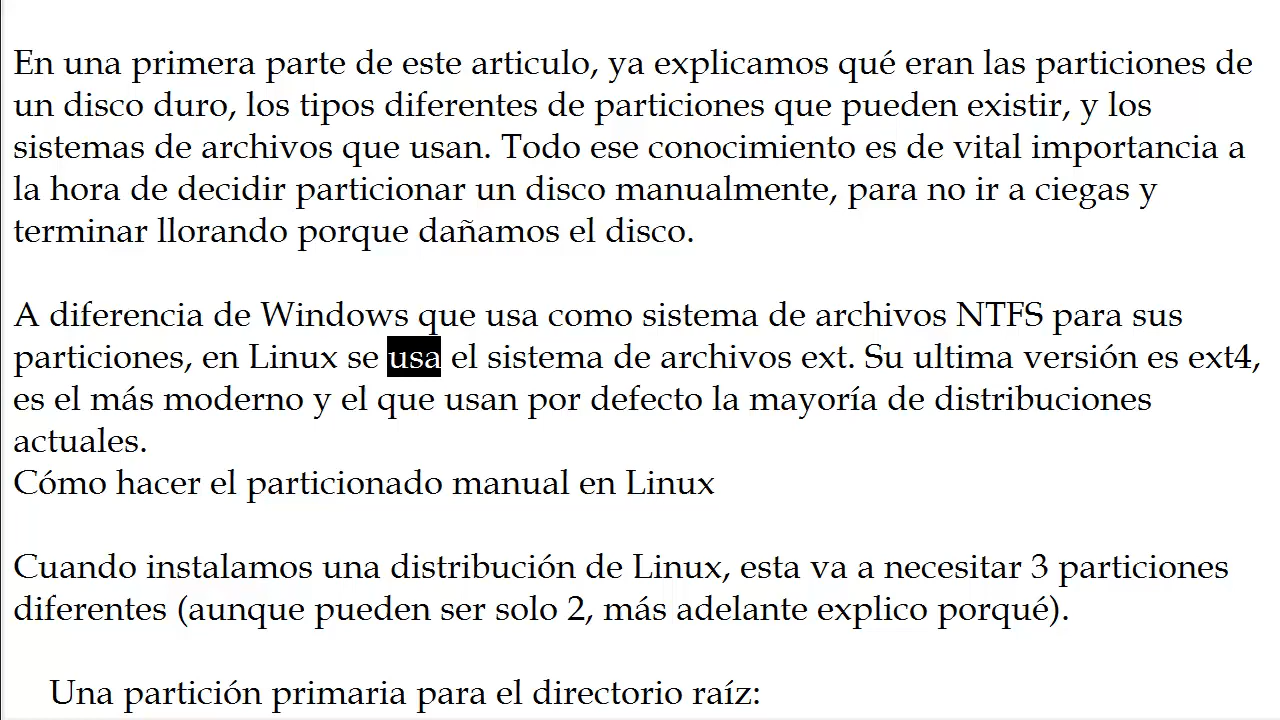 En una primera parte de este articulo, ya explicamos qué eran las particiones de
un disco duro, los tipos diferentes de particiones que pueden existir, y los
sistemas de archivos que usan. Todo ese conocimiento es de vital importancia a
la hora de decidir particionar un disco manualmente, para no ir a ciegas y
terminar llorando porque dañamos el disco.
A diferencia de Windows que usa como sistema de archivos NTFS para sus
particiones, en Linux se usa el sistema de archivos ext. Su ultima versión es ext4,
es el más moderno y el que usan por defecto la mayoría de distribuciones
actuales.
Cómo hacer el particionado manual en Linux
Cuando instalamos una distribución de Linux, esta va a necesitar 3 particiones
diferentes (aunque pueden ser solo 2, más adelante explico porqué).
Una partición primaria para el directorio raíz: